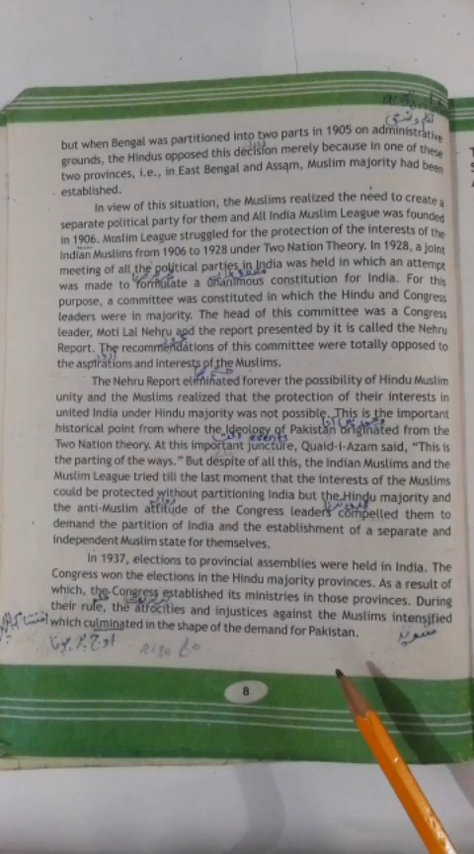 but when Bengal was partitioned into two parts in 1905 on administrative
grounds, the Hindus opposed this decision merely because in one of these
two provinces, i.e., in East Bengal and Assam, Muslim majority had been
established.
In view of this situation, the Muslims realized the need to create a
separate political party for them and All India Muslim League was founded
in 1906. Muslim League struggled for the protection of the interests of the
Indian Muslims from 1906 to 1928 under Two Nation Theory. In 1928, a joint
meeting of all the political parties in India was held in which an attempt
was made to formulate a unanimous constitution for India. For this
purpose, a committee was constituted in which the Hindu and Congress
leaders were in majority. The head of this committee was a Congress
leader, Moti Lal Nehru and the report presented by it is called the Nehru
Report. The recommendations of this committee were totally opposed to
the aspirations and interests of the Muslims.
The Nehru Report eliminated forever the possibility of Hindu Muslim
unity and the Muslims realized that the protection of their interests in
united India under Hindu majority was not possible. This is the important
historical point from where the Ideology of Pakistan originated from the
events
Two Nation theory. At this important juncture, Quaid-i-Azam said, “This is
the parting of the ways.” But despite of all this, the Indian Muslims and the
Muslim League tried till the last moment that the interests of the Muslims
could be protected without partitioning India but the Hindu majority and
the anti-Muslim attitude of the Congress leaders compelled them to
demand the partition of India and the establishment of a separate and
independent Muslim state for themselves.
In 1937, elections to provincial assemblies were held in India. The
Congress won the elections in the Hindu majority provinces. As a result of
which, the Congress established its ministries in those provinces. During
their rule, the atrocities and injustices against the Muslims intensified
which culminated in the shape of the demand for Pakistan.
اوج پر ہونا
8